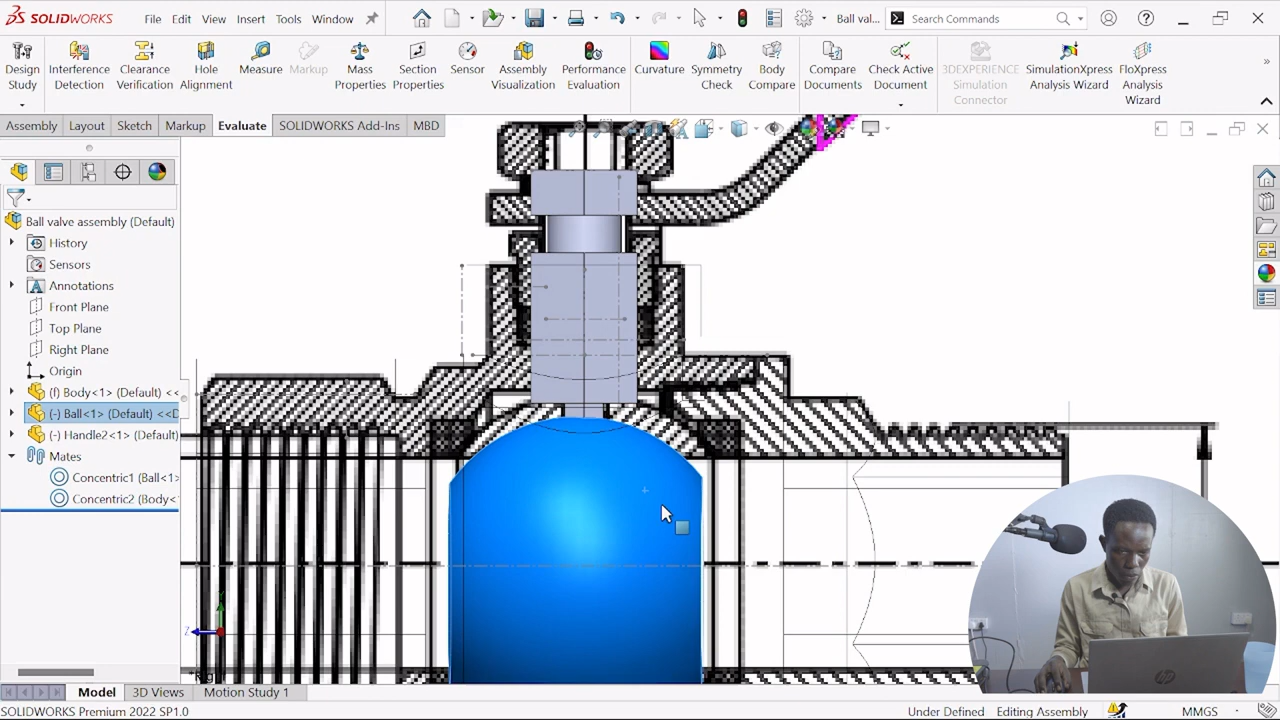 SOLIDWORKS File Edit View Insert Tools Window Ball val... Search Commands
Design Study
Interference Detection
Clearance Verification
Hole Alignment
Measure
Markup
Mass Properties
Section Properties
Sensor
Assembly Visualization
Performance Evaluation
Curvature
Symmetry Check
Body Compare
Compare Documents
Check Active Document
3DEXPERIENCE Simulation Connector
SimulationXpress Analysis Wizard
FloXpress Analysis Wizard
Assembly Layout Sketch Markup Evaluate SOLIDWORKS Add-Ins MBD
Ball valve assembly (Default)
History
Sensors
Annotations
Front Plane
Top Plane
Right Plane
Origin
(f) Body<1> (Default) <<
(-) Ball<1> (Default) <<D
(-) Handle2<1> (Default)
Mates
Concentric1 (Ball<1>
Concentric2 (Body<
Z
Model 3D Views Motion Study 1
SOLIDWORKS Premium 2022 SP1.0 Under Defined Editing Assembly MMGS
hp